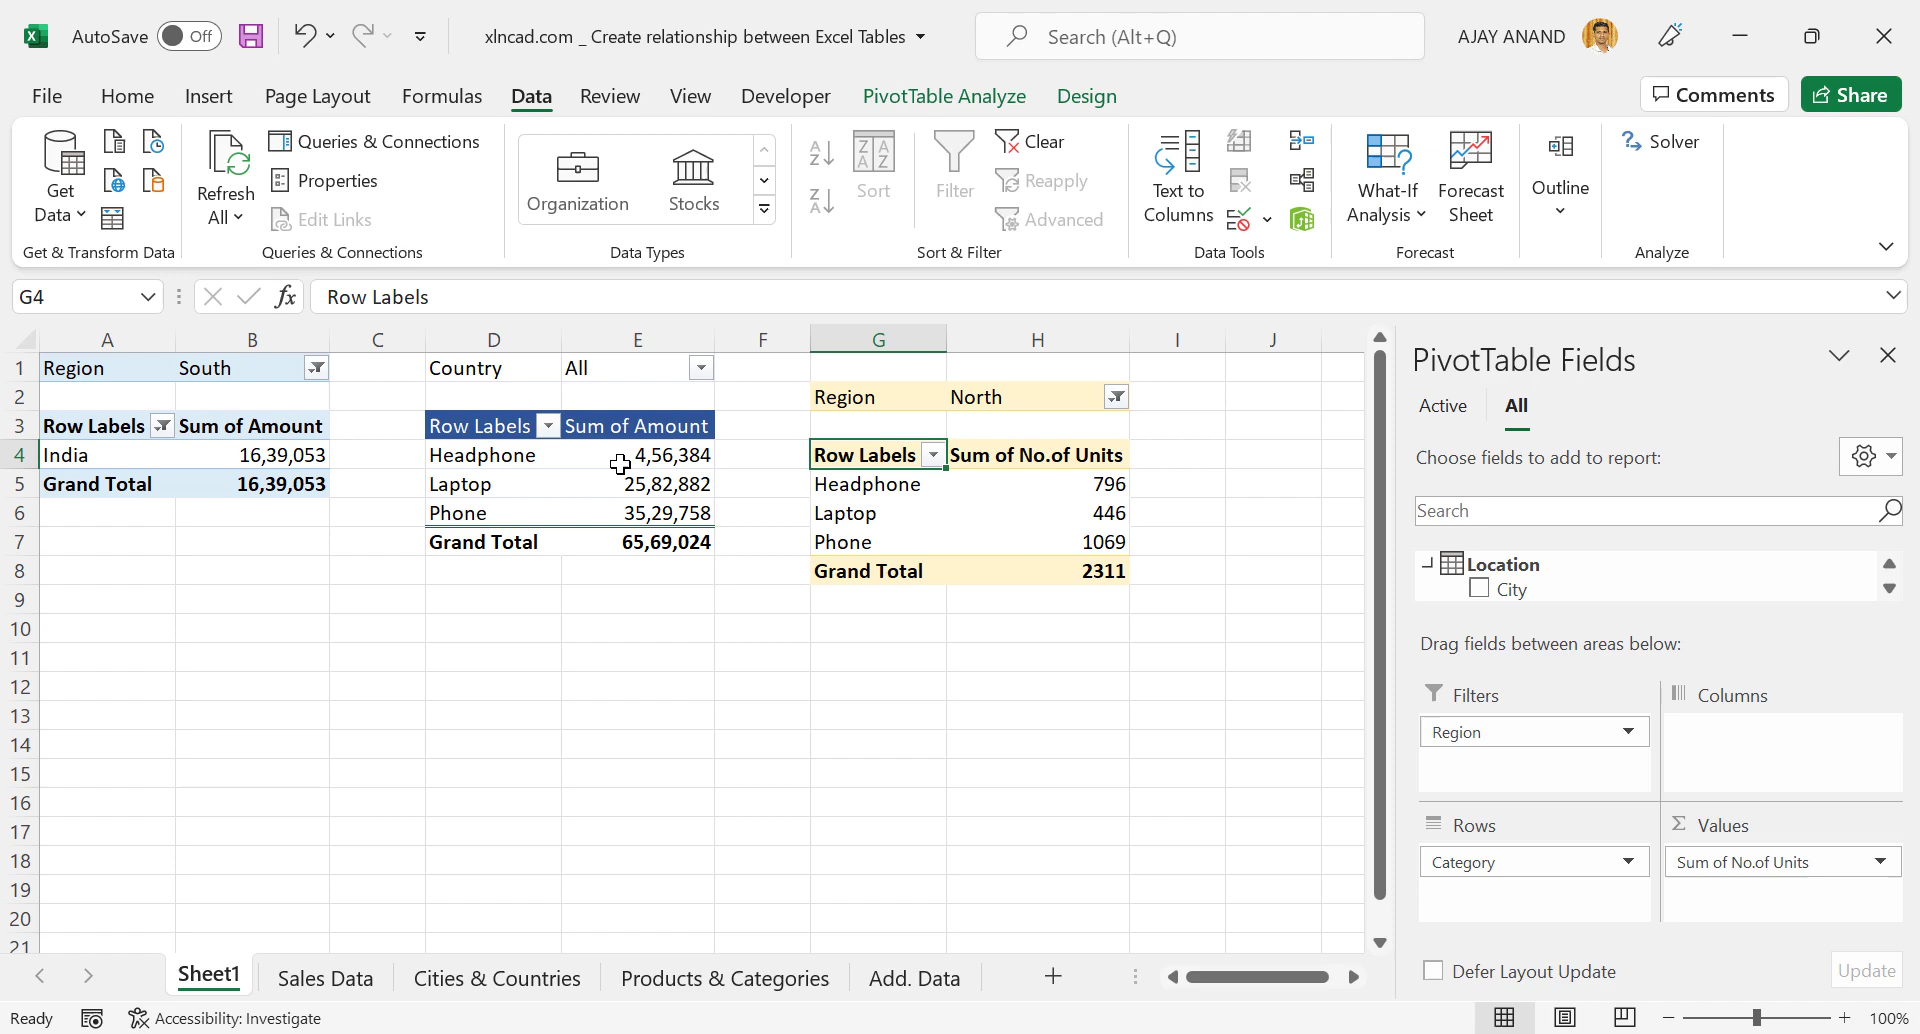 AutoSave Off xlncad.com _ Create relationship between Excel Tables Search (Alt+Q) AJAY ANAND
File Home Insert Page Layout Formulas Data Review View Developer PivotTable Analyze Design Comments Share
Get Data
Refresh All
Queries & Connections
Properties
Edit Links
Organization Stocks
Sort
Filter
Clear
Reapply
Advanced
Text to Columns
What-If Analysis
Forecast Sheet
Outline
Solver
Get & Transform Data Queries & Connections Data Types Sort & Filter Data Tools Forecast Analyze
G4 fx Row Labels
A B C D E F G H I J
1 Region South Country All
2 Region North
3 Row Labels Sum of Amount Row Labels Sum of Amount
4 India 16,39,053 Headphone 4,56,384 Row Labels Sum of No.of Units
5 Grand Total 16,39,053 Laptop 25,82,882 Headphone 796
6 Phone 35,29,758 Laptop 446
7 Grand Total 65,69,024 Phone 1069
8 Grand Total 2311
9
10
11
12
13
14
15
16
17
18
19
20
21
PivotTable Fields
Active All
Choose fields to add to report:
Search
Location
City
Drag fields between areas below:
Filters Columns
Region
Rows Σ Values
Category Sum of No.of Units
Defer Layout Update Update
Sheet1 Sales Data Cities & Countries Products & Categories Add. Data
Ready Accessibility: Investigate 100%